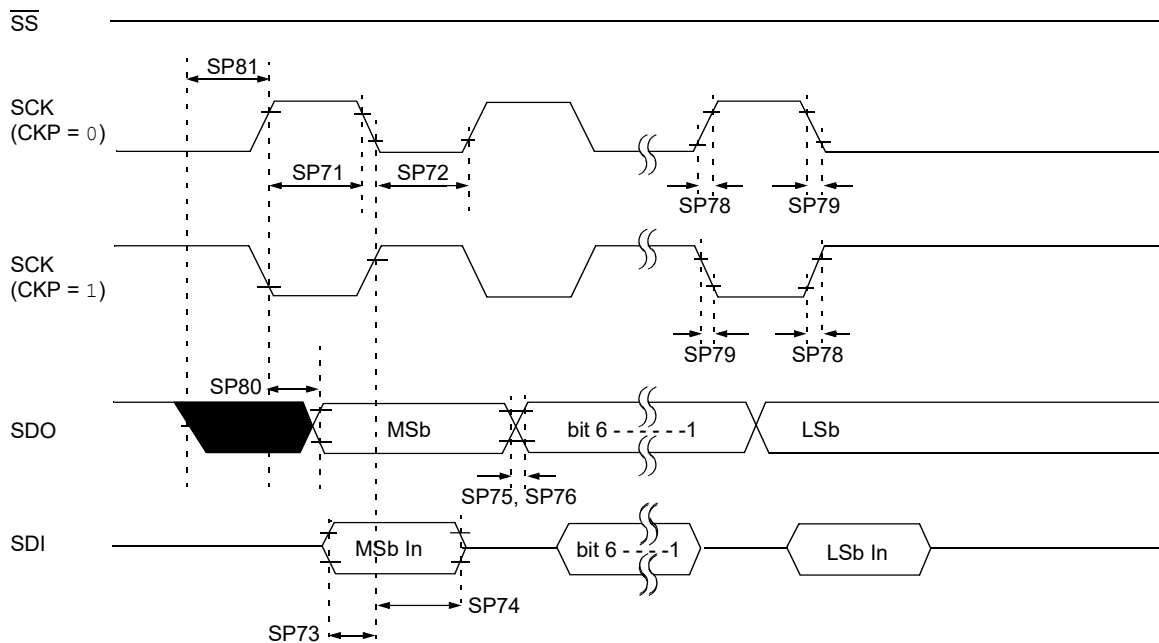 SS
SP81
SCK
(CKP = 0)
SP71
SP72
SP78
SP79
SCK
(CKP = 1)
SP79
SP78
SP80
SDO
MSb
bit 6 - - - - - - -1
LSb
SP75, SP76
SDI
MSb In
bit 6 - - - - - -1
LSb In
SP74
SP73